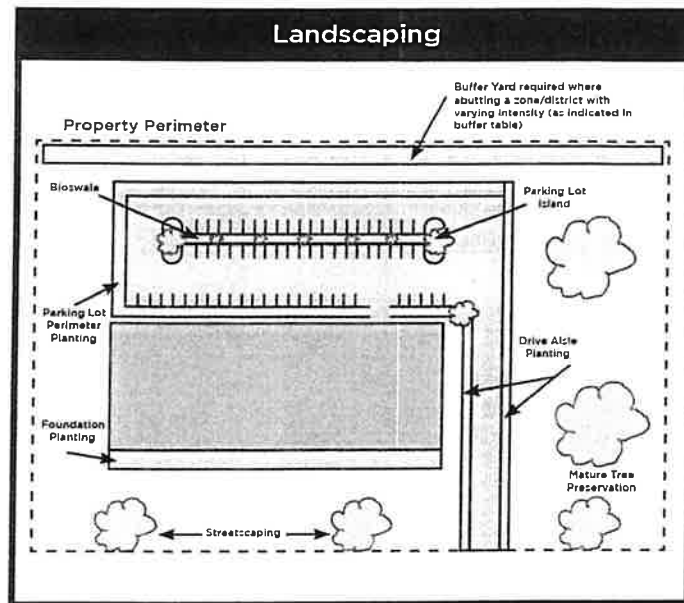 Landscaping
Buffer Yard required where
abutting a zone/district with
varying intensity (as indicated in
buffer table)
Property Perimeter
Bioswale
Parking Lot
Island
Parking Lot
Perimeter
Planting
Drive Aisle
Planting
Foundation
Planting
Mature Tree
Preservation
Streetscaping